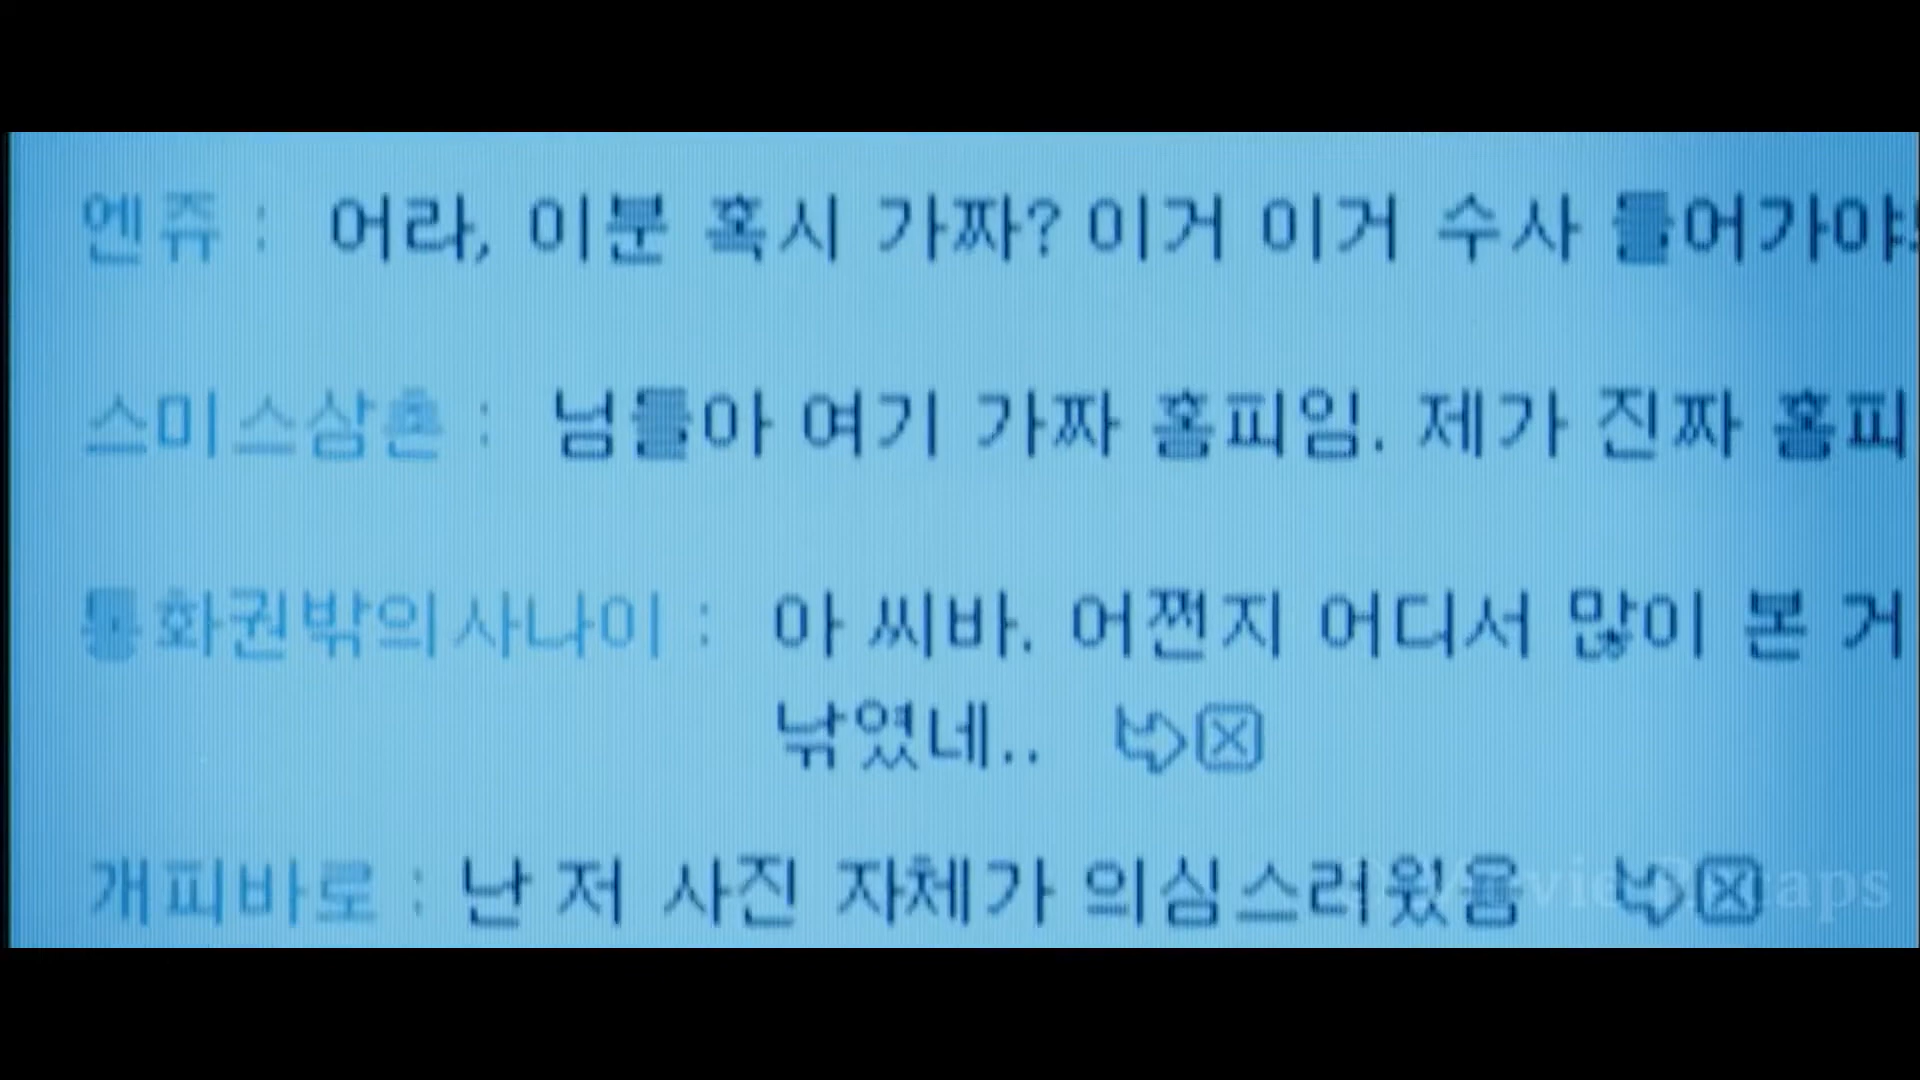 엔쥬 : 어라, 이분 혹시 가짜? 이거 이거 수사 들어가야
스미스삼촌 : 님들아 여기 가짜 홈피임. 제가 진짜 홈피
통화권밖의사나이 : 아 씨바. 어쩐지 어디서 많이 본 거
낚였네..
개피바로 : 난 저 사진 자체가 의심스러웠음